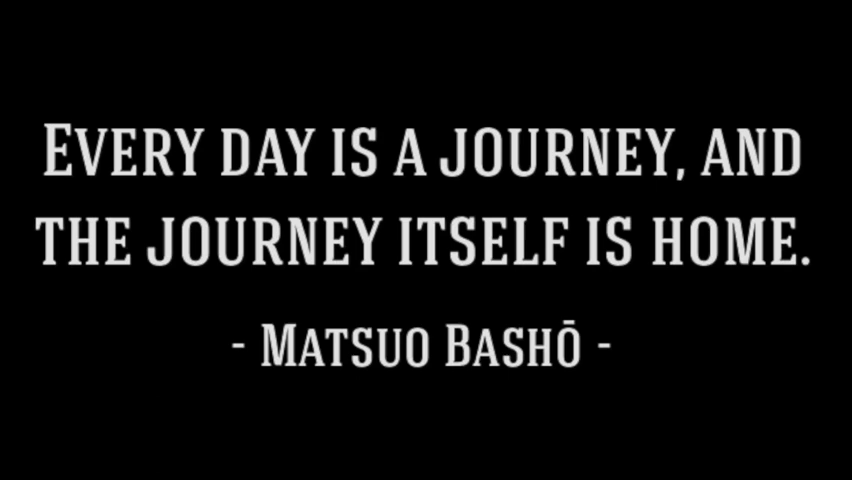 Every day is a journey, and
the journey itself is home.
- Matsuo Bashō -